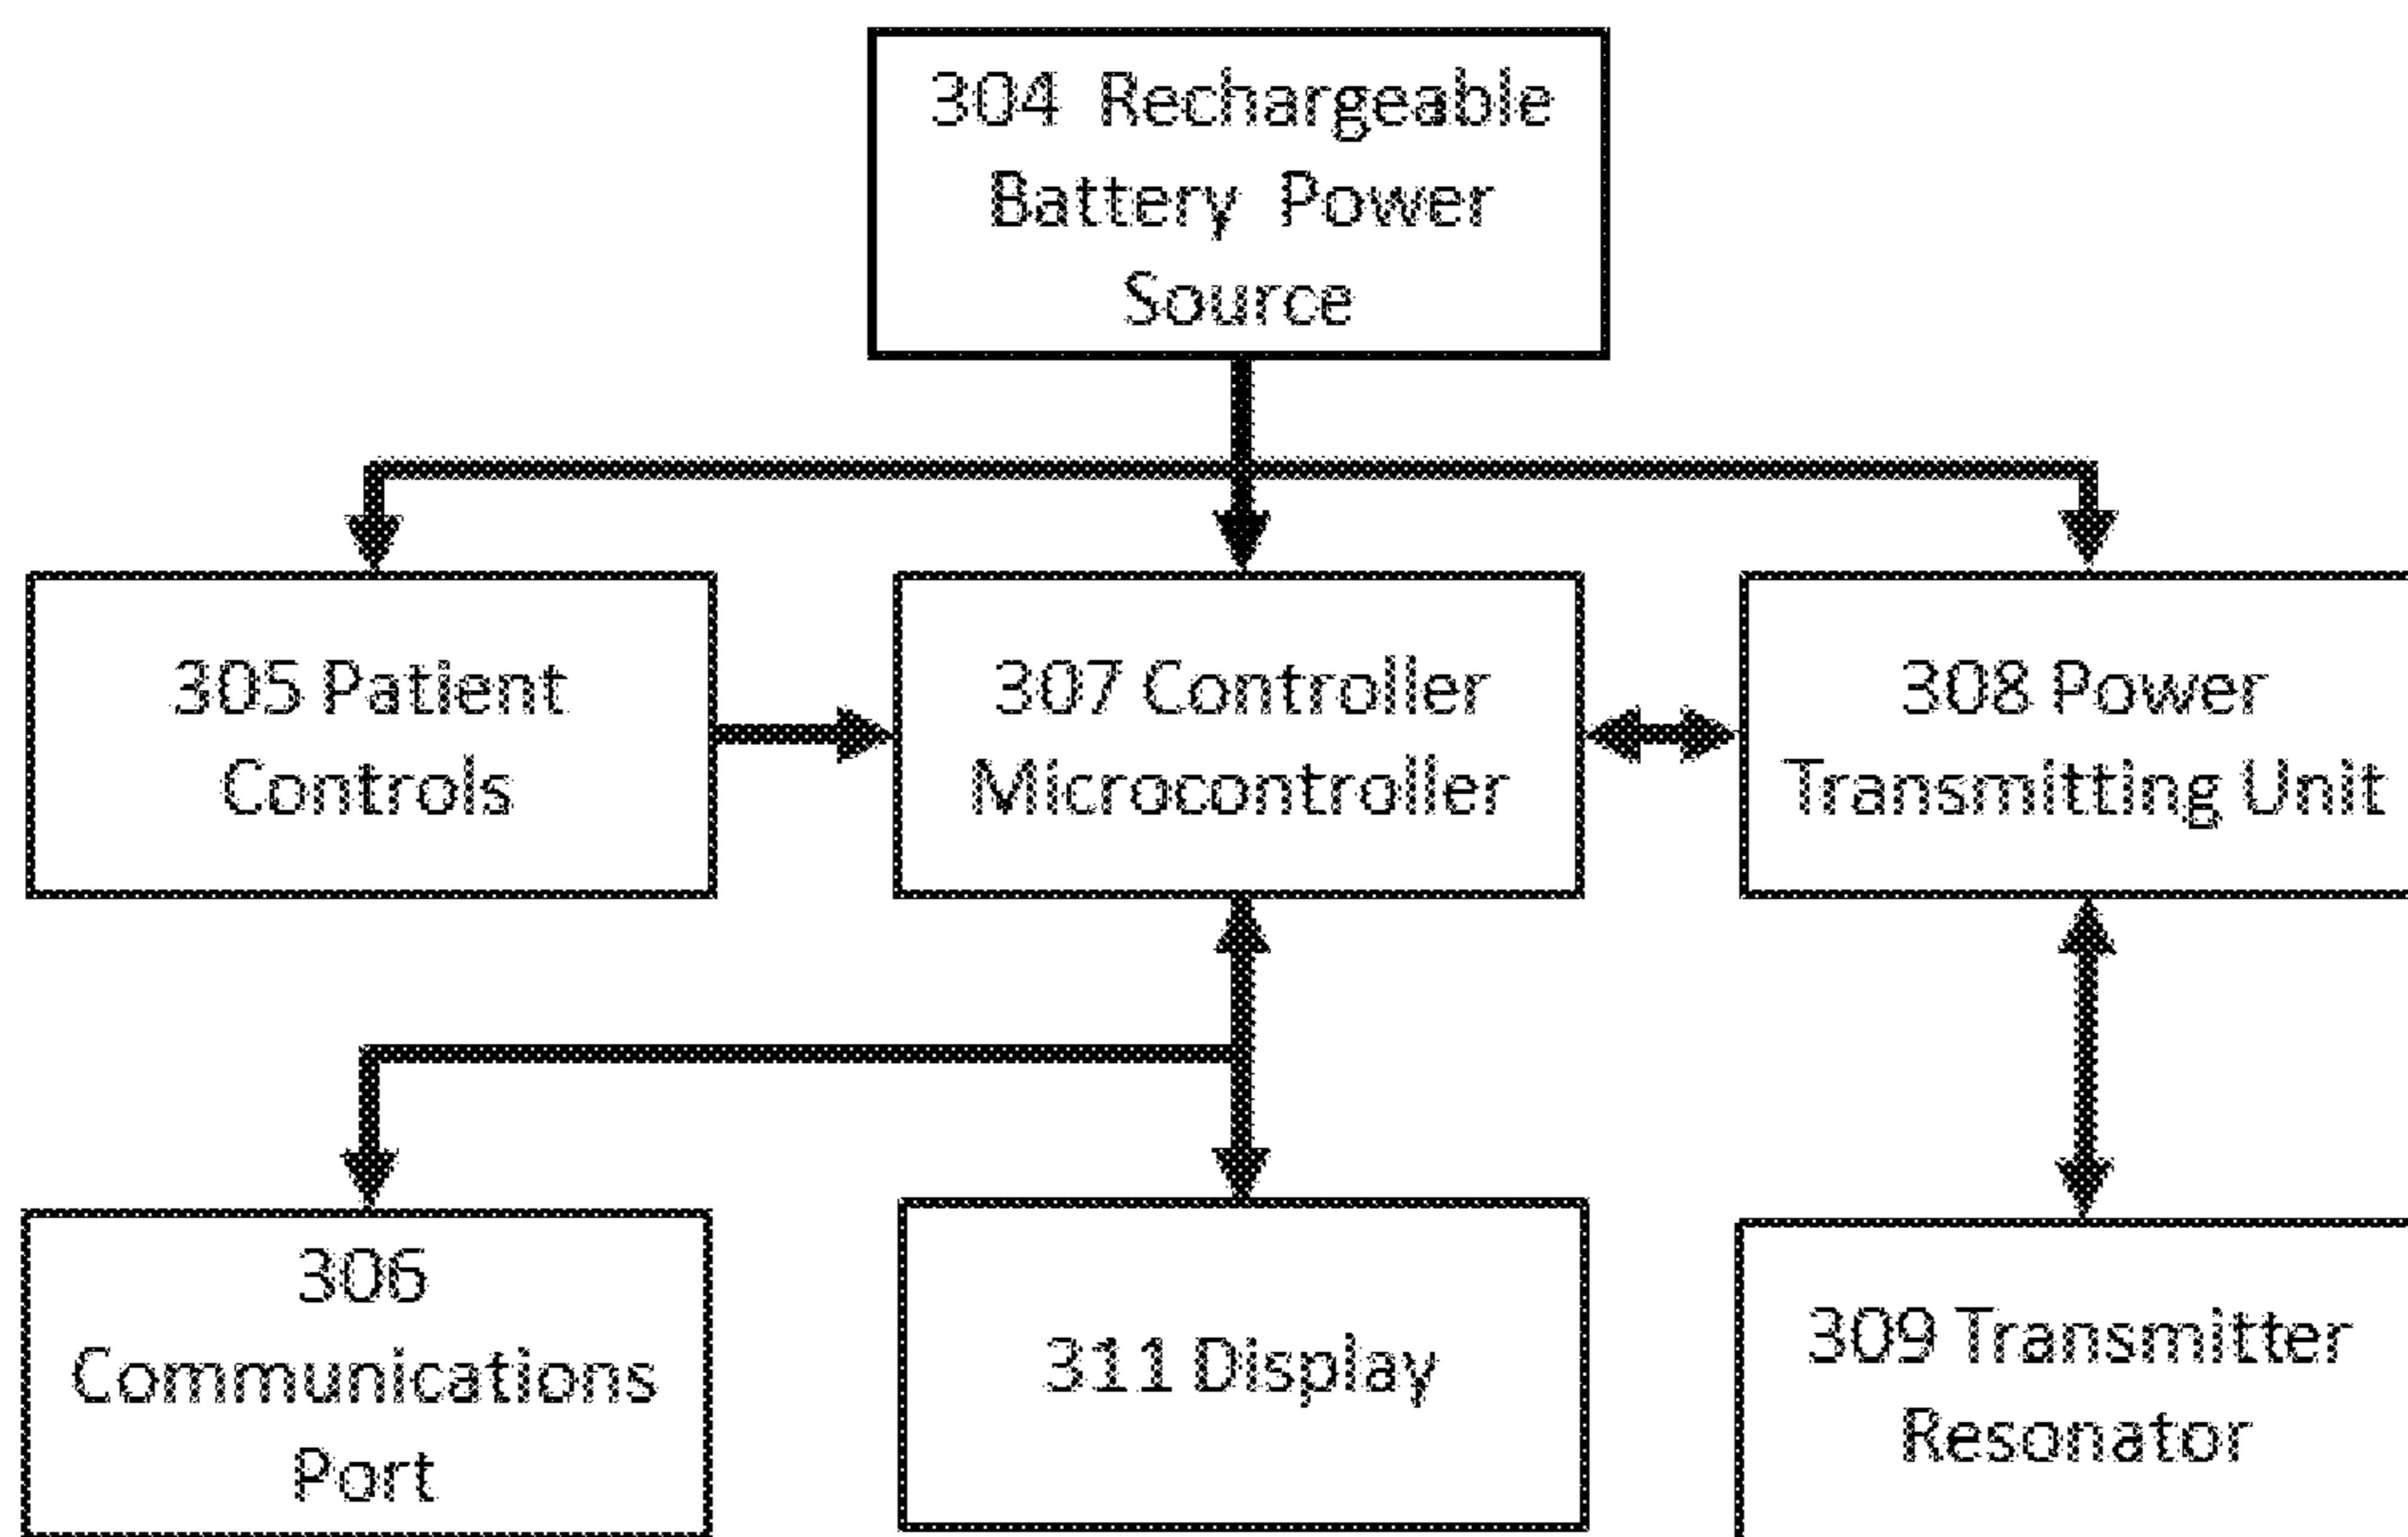 304 Rechargeable
Battery Power
Source
305 Patient
Controls
307 Controller
Microcontroller
308 Power
Transmitting Unit
306
Communications
Port
311 Display
309 Transmitter
Resonator